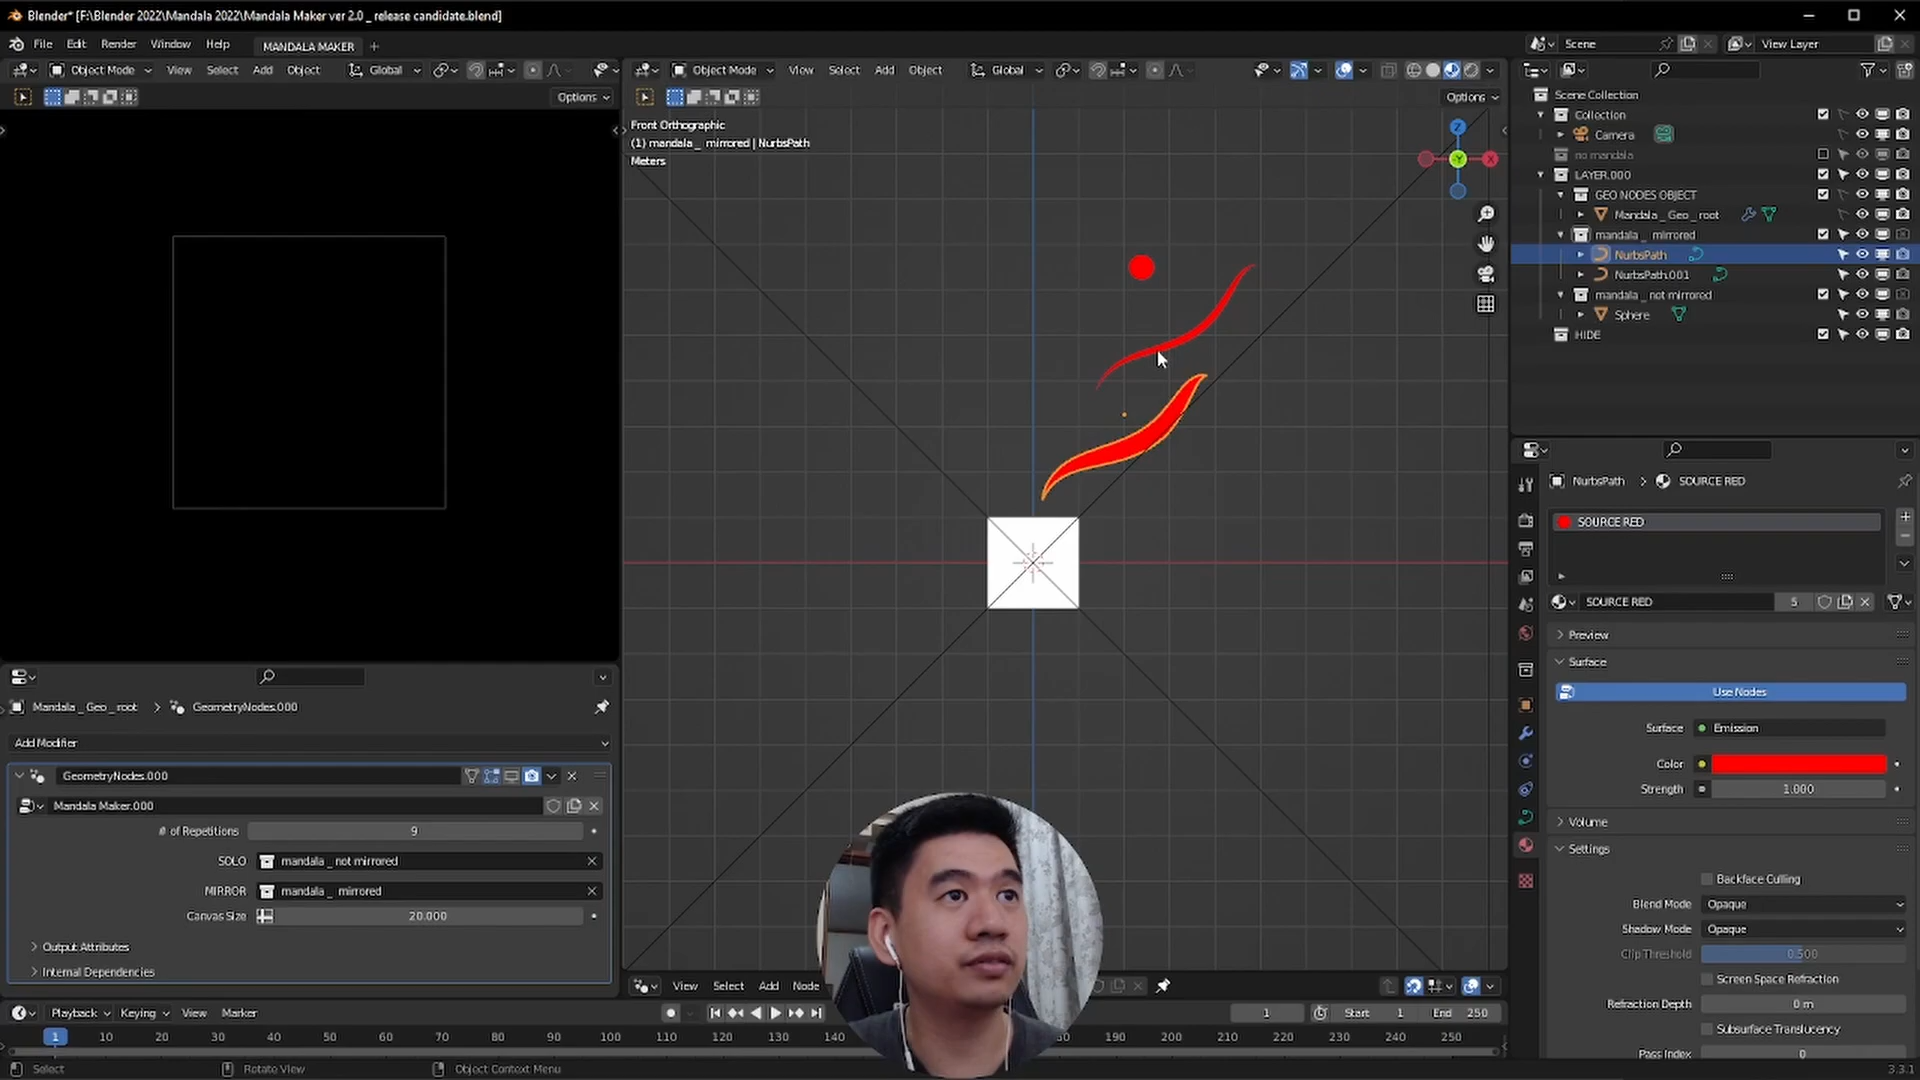 Blender* [F:\Blender 2022\Mandala 2022\Mandala Maker ver 2.0 _ release candidate.blend]
File Edit Render Window Help MANDALA MAKER + Scene View Layer
Object Mode View Select Add Object Global
Options
Object Mode View Select Add Object Global
Options
Front Orthographic
(1) mandala _ mirrored | NurbsPath
Meters
Z
Y
X
Scene Collection
Collection
Camera
no mandala
LAYER.000
GEO NODES OBJECT
Mandala _ Geo _ root
mandala _ mirrored
NurbsPath
NurbsPath.001
mandala _ not mirrored
Sphere
HIDE
NurbsPath > SOURCE RED
SOURCE RED
SOURCE RED 5
Preview
Surface
Use Nodes
Surface Emission
Color
Strength 1.000
Volume
Settings
Backface Culling
Blend Mode Opaque
Shadow Mode Opaque
Clip Threshold 0.500
Screen Space Refraction
Refraction Depth 0 m
Subsurface Translucency
Pass Index 0
Mandala _ Geo _ root > GeometryNodes.000
Add Modifier
GeometryNodes.000
Mandala Maker.000
# of Repetitions 9
SOLO mandala _ not mirrored
MIRROR mandala _ mirrored
Canvas Size 20.000
Output Attributes
Internal Dependencies
View Select Add Node
Playback Keying View Marker 1 Start 1 End 250
1 10 20 30 40 50 60 70 80 90 100 110 120 130 140 190 200 210 220 230 240 250
Select Rotate View Object Context Menu 3.3.1